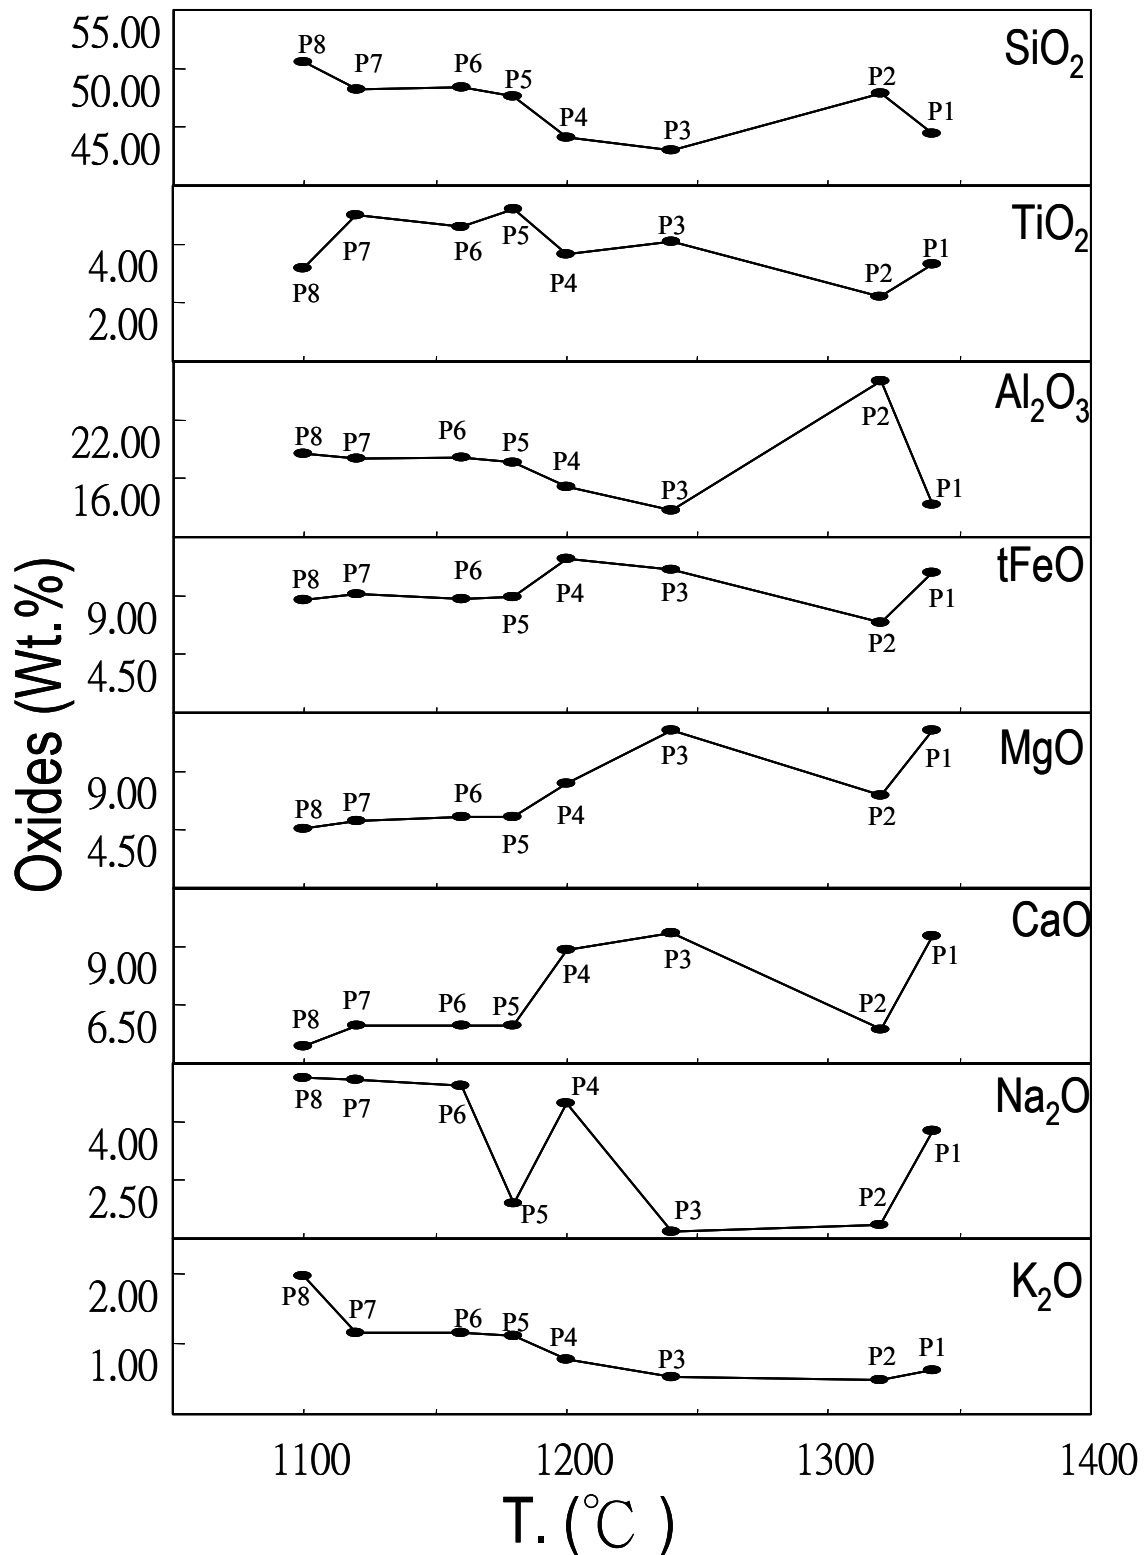 55.00
50.00
45.00
P8
P7
P6
P5
P4
P3
P2
P1
SiO₂
4.00
2.00
P8
P7
P6
P5
P4
P3
P2
P1
TiO₂
22.00
16.00
P8
P7
P6
P5
P4
P3
P2
P1
Al₂O₃
9.00
4.50
P8
P7
P6
P5
P4
P3
P2
P1
tFeO
9.00
4.50
P8
P7
P6
P5
P4
P3
P2
P1
MgO
9.00
6.50
P8
P7
P6
P5
P4
P3
P2
P1
CaO
4.00
2.50
P8
P7
P6
P5
P4
P3
P2
P1
Na₂O
2.00
1.00
P8
P7
P6
P5
P4
P3
P2
P1
K₂O
Oxides (Wt.%)
1100 1200 1300 1400
T. (℃ )